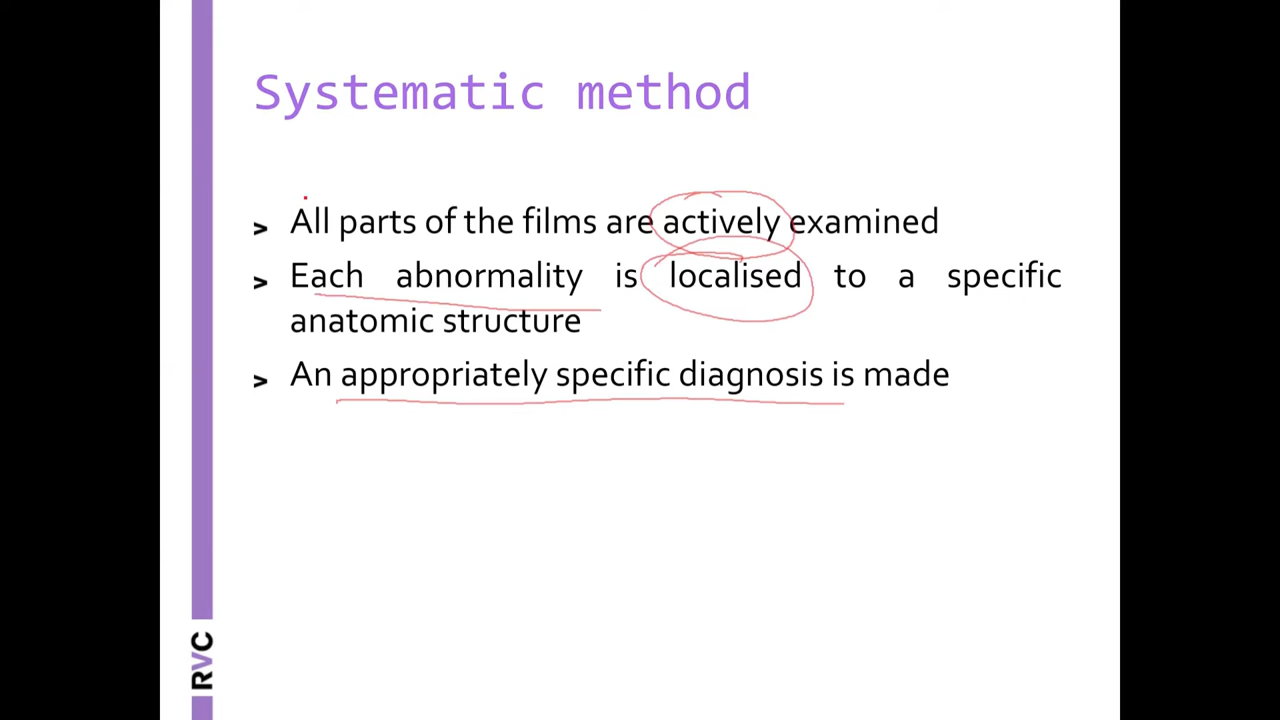 Systematic method
> All parts of the films are actively examined
> Each abnormality is localised to a specific
anatomic structure
> An appropriately specific diagnosis is made
RVC